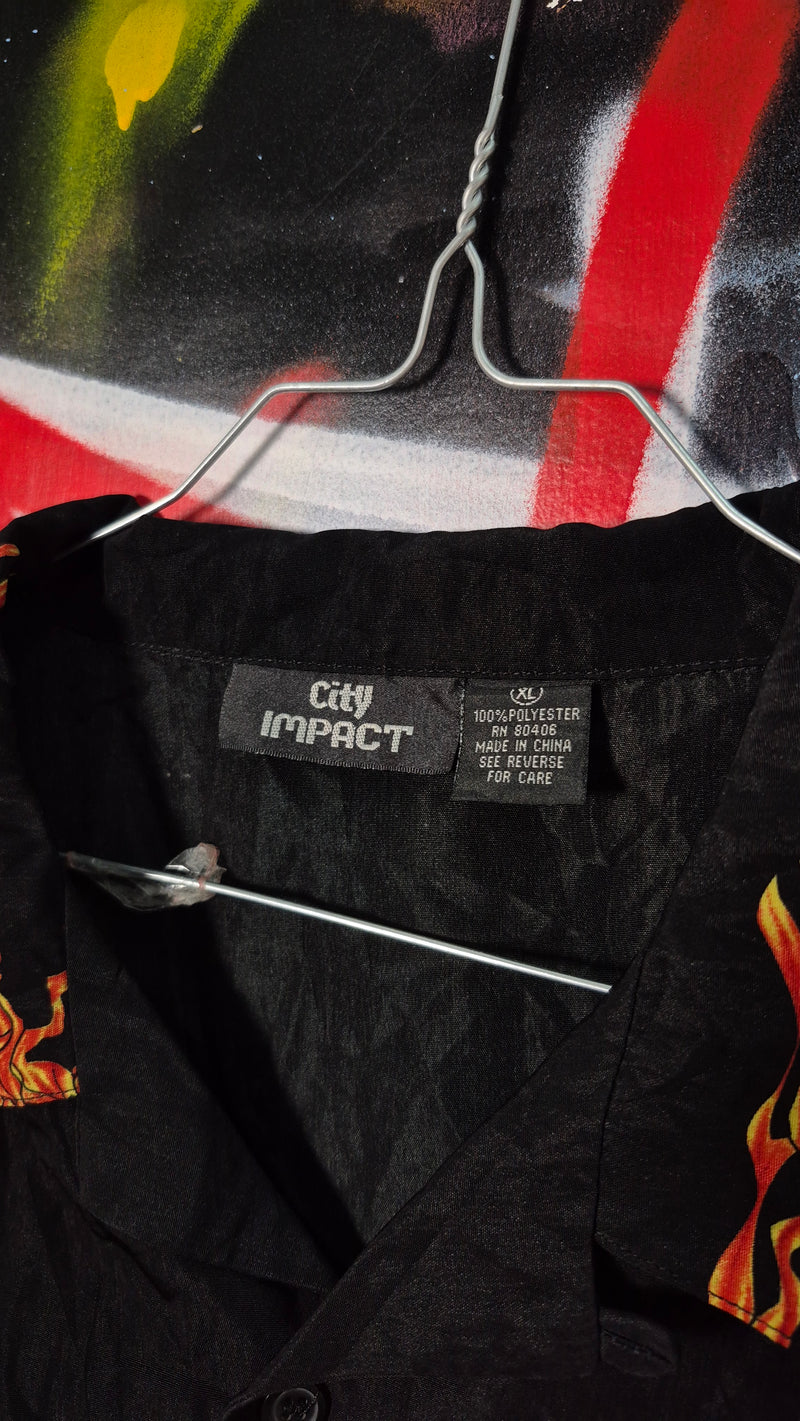 City
IMPACT
XL
100% POLYESTER
RN 80406
MADE IN CHINA
SEE REVERSE
FOR CARE